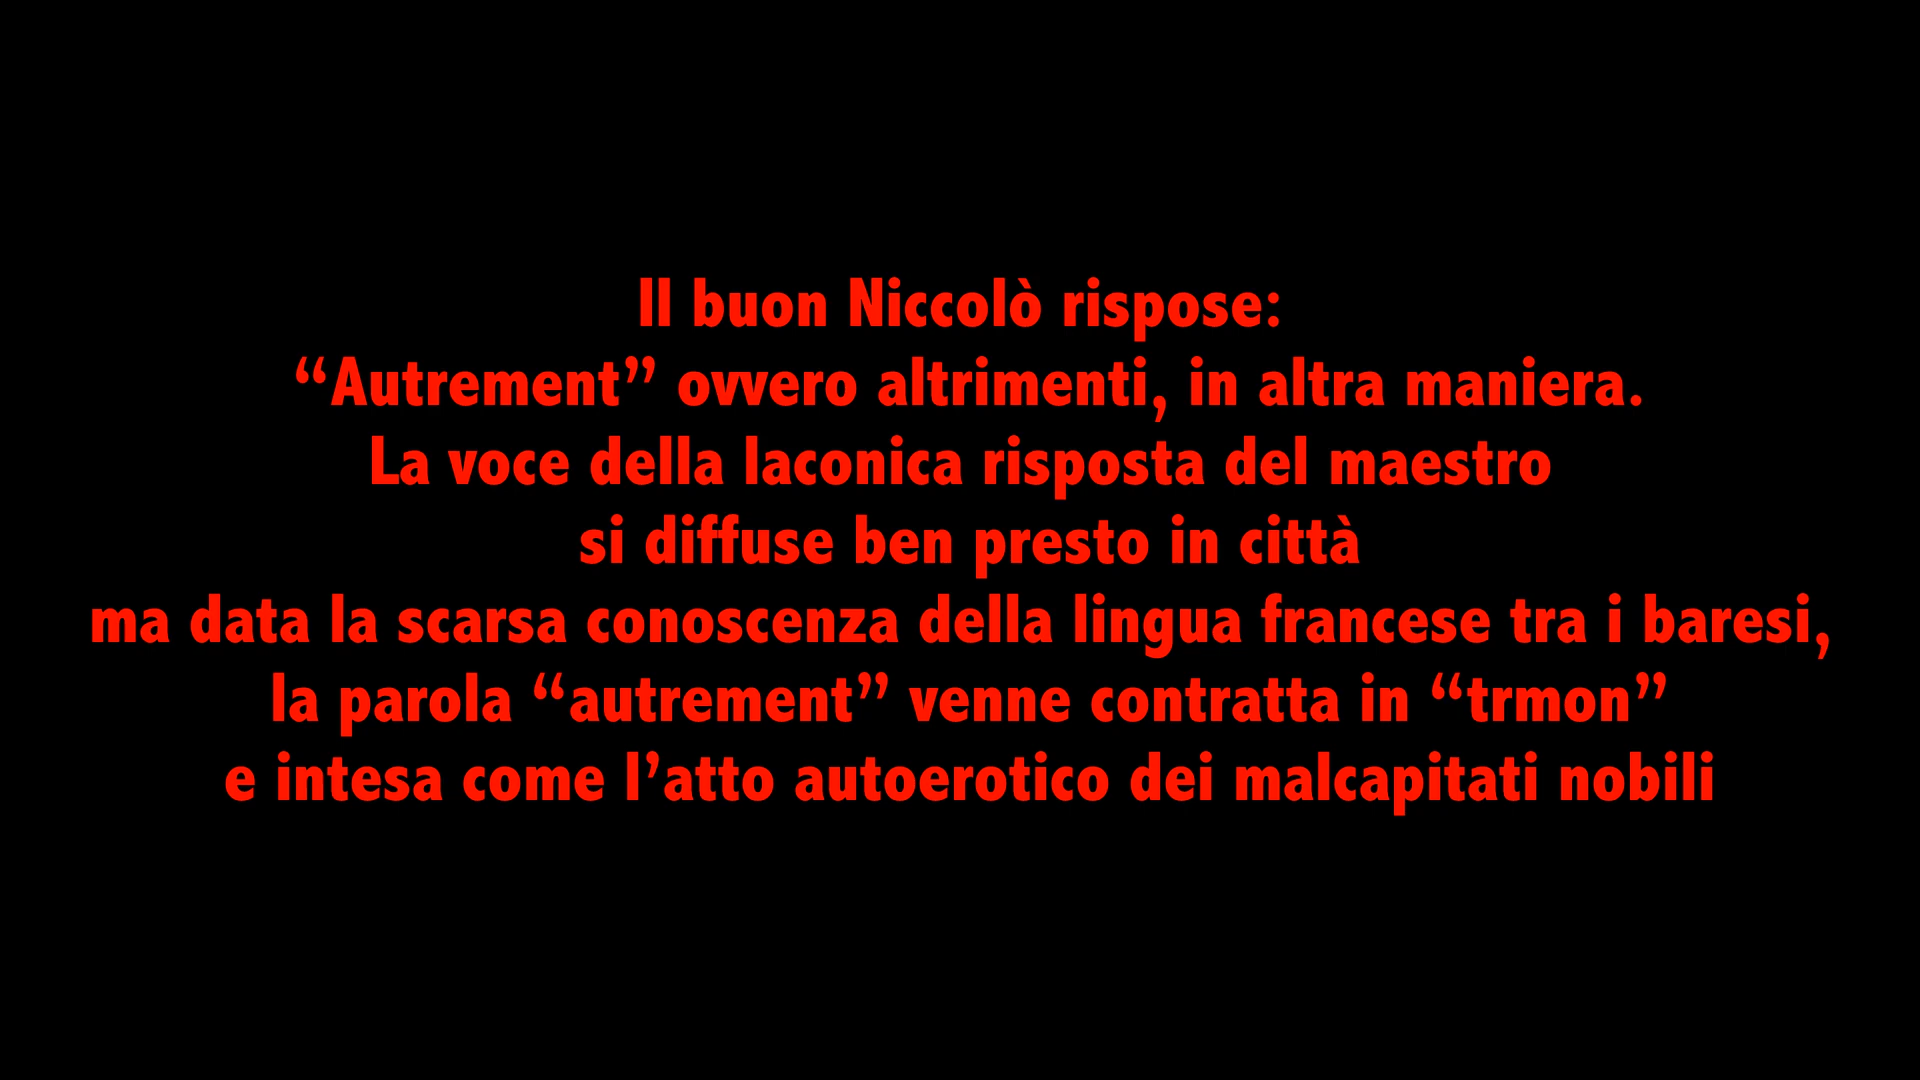 Il buon Niccolò rispose:
“Autrement” ovvero altrimenti, in altra maniera.
La voce della laconica risposta del maestro
si diffuse ben presto in città
ma data la scarsa conoscenza della lingua francese tra i baresi,
la parola “autrement” venne contratta in “trmon”
e intesa come l’atto autoerotico dei malcapitati nobili